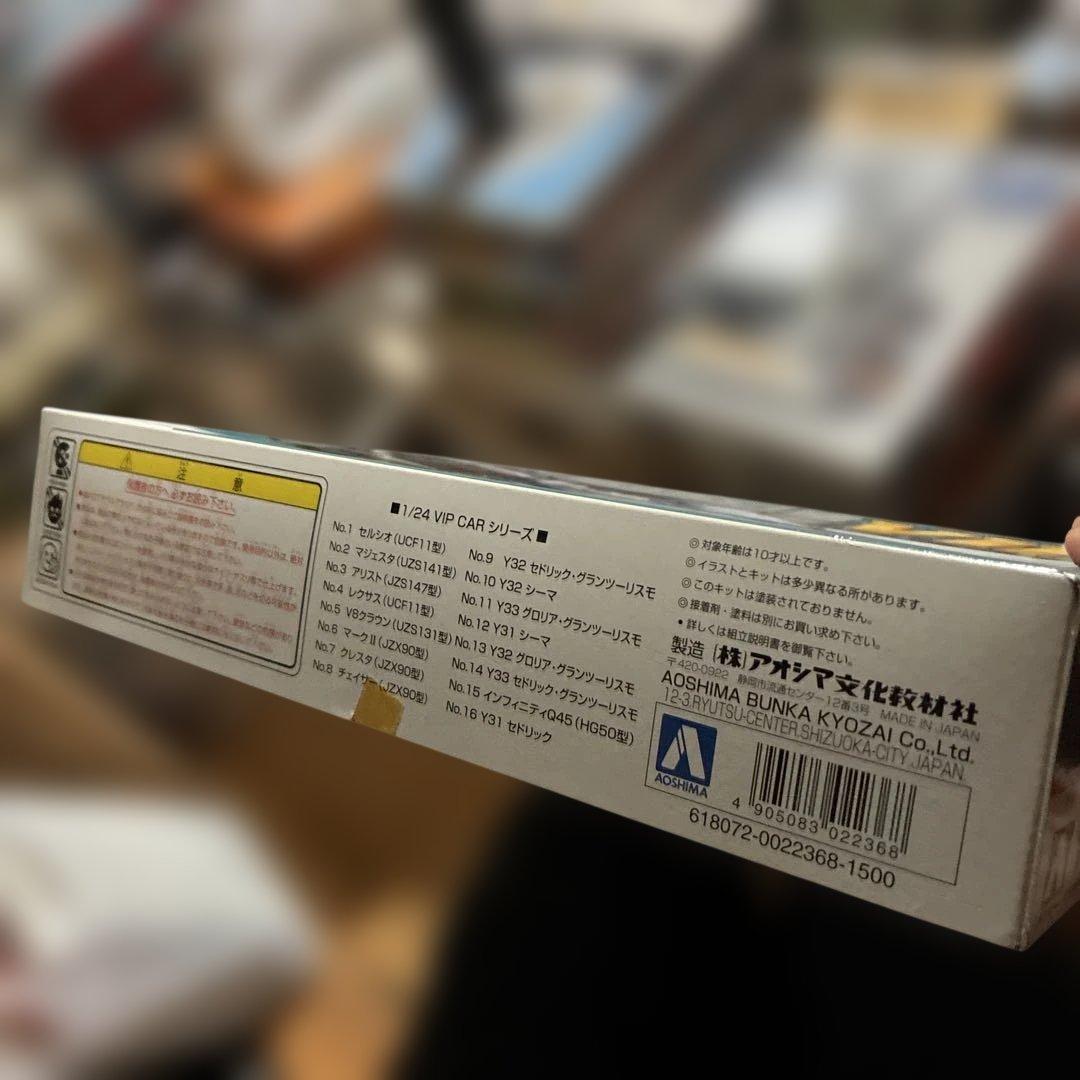 注意
保護者の方へ必ずお読み下さい。
■1/24 VIP CAR シリーズ■
No.1 セルシオ(UCF11型)
No.2 マジェスタ(UZS141型)
No.3 アリスト(JZS147型)
No.4 レクサス(UCF11型)
No.5 V8クラウン(UZS131型)
No.6 マークⅡ(JZX90型)
No.7 クレスタ(JZX90型)
No.8 チェイサー(JZX90型)
No.9 Y32 セドリック・グランツーリスモ
No.10 Y32 シーマ
No.11 Y33 グロリア・グランツーリスモ
No.12 Y31 シーマ
No.13 Y32 グロリア・グランツーリスモ
No.14 Y33 セドリック・グランツーリスモ
No.15 インフィニティQ45(HG50型)
No.16 Y31 セドリック
◎対象年齢は10才以上です。
◎イラストとキットは多少異なる所があります。
◎このキットは塗装されておりません。
◎接着剤・塗料は別にお買い求め下さい。
•詳しくは組立説明書を御覧下さい。
製造 (株)アオシマ文化教材社
〒420-0922 静岡市流通センター12番3号 MADE IN JAPAN
AOSHIMA BUNKA KYOZAI Co.,Ltd.
12-3.RYUTSU-CENTER.SHIZUOKA-CITY.JAPAN.
AOSHIMA
4 905083 022368
618072-0022368-1500